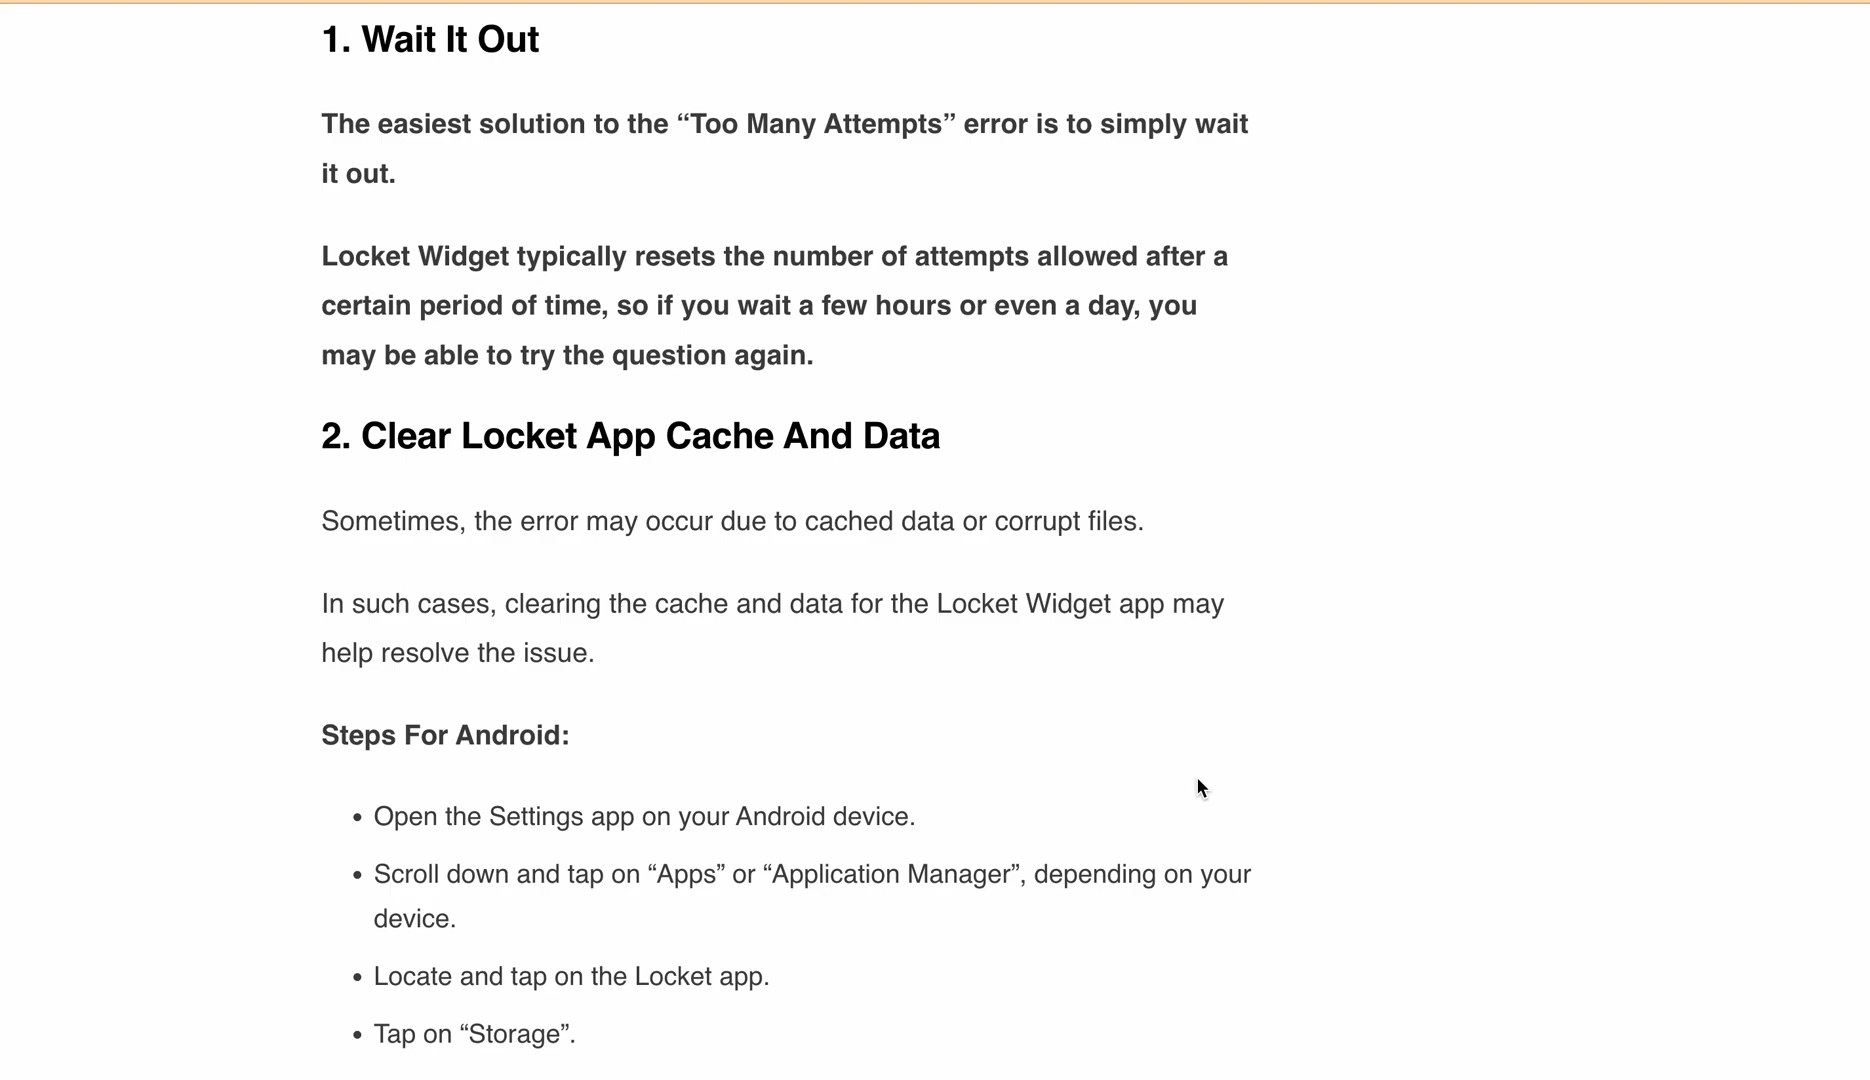 1. Wait It Out
The easiest solution to the “Too Many Attempts” error is to simply wait
it out.
Locket Widget typically resets the number of attempts allowed after a
certain period of time, so if you wait a few hours or even a day, you
may be able to try the question again.
2. Clear Locket App Cache And Data
Sometimes, the error may occur due to cached data or corrupt files.
In such cases, clearing the cache and data for the Locket Widget app may
help resolve the issue.
Steps For Android:
• Open the Settings app on your Android device.
• Scroll down and tap on “Apps” or “Application Manager”, depending on your
device.
• Locate and tap on the Locket app.
• Tap on “Storage”.